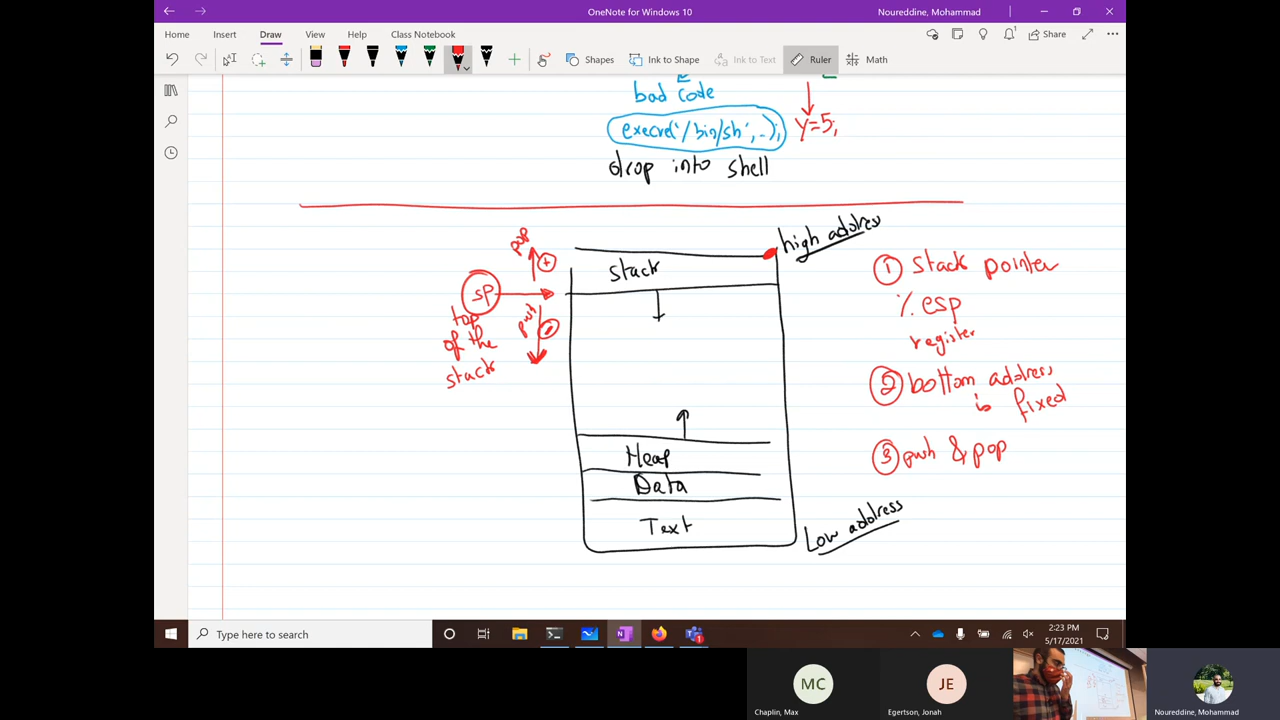 OneNote for Windows 10
Noureddine, Mohammad
Home Insert Draw View Help Class Notebook
Share
Shapes Ink to Shape Ink to Text Ruler Math
bad code
execve('/bin/sh', ..);
y=5;
drop into shell
high address
pop
+
Stack
sp
top
of the
stack
push
-
1 stack pointer
%esp
register
2 bottom address
is fixed
3 push & pop
Heap
Data
Text
Low address
Type here to search
2:23 PM
5/17/2021
MC
Chaplin, Max
JE
Egertson, Jonah
Noureddine, Mohammad